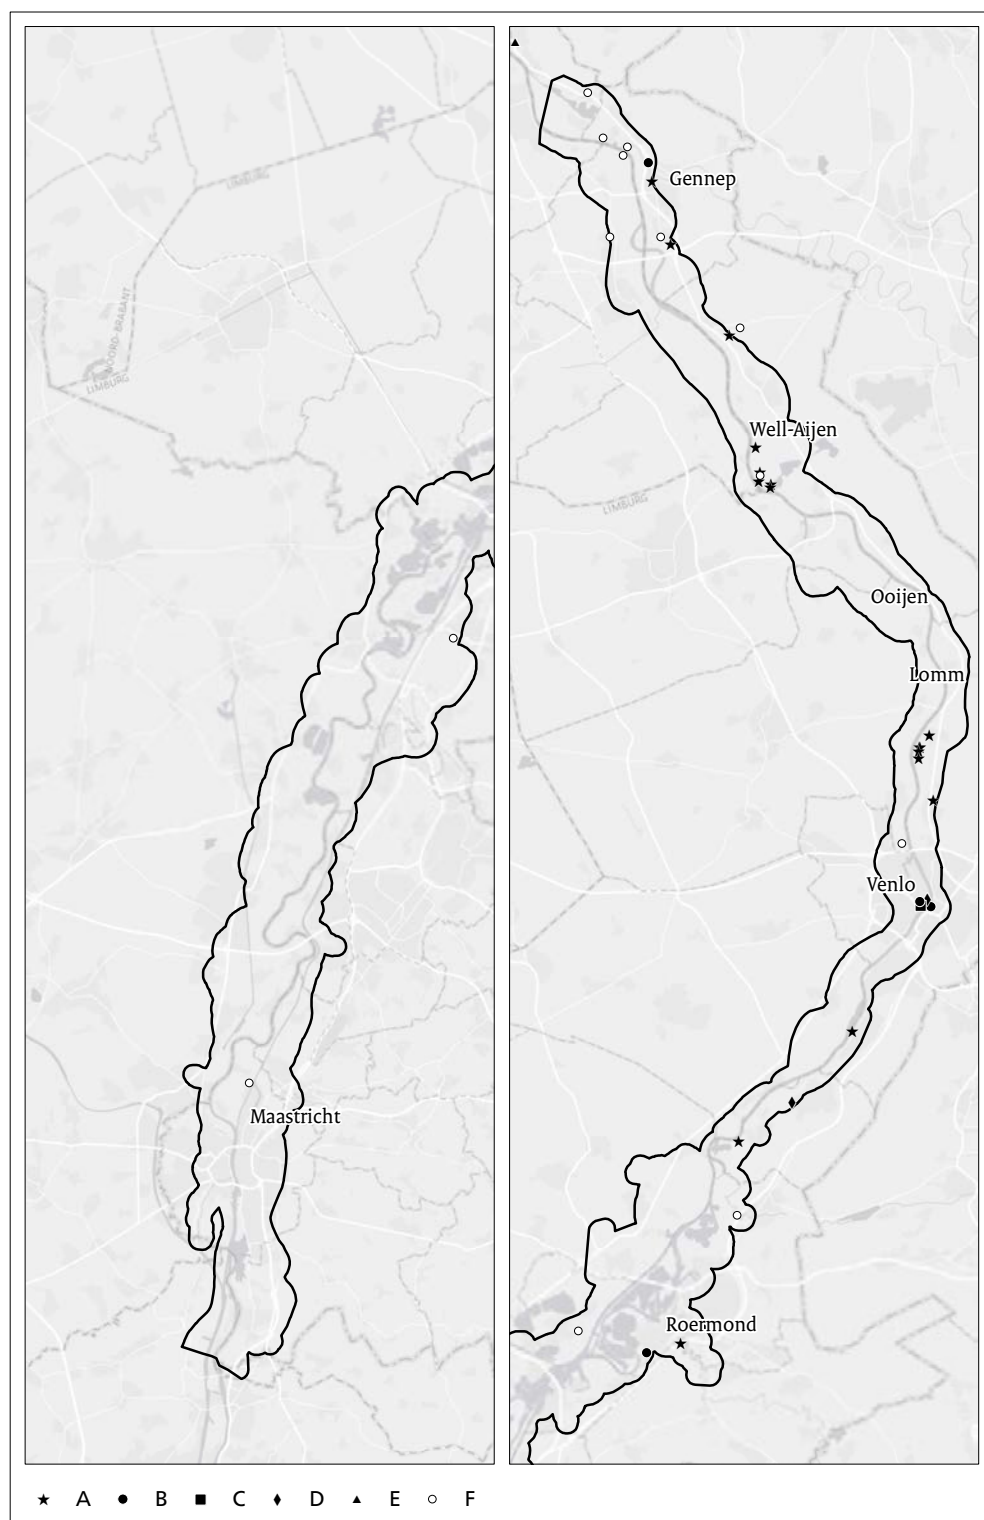 LIMBURG
NOORD-BRABANT
LIMBURG
Maastricht
Gennep
Well-Aijen
LIMBURG
Ooijen
Lomm
Venlo
Roermond
A B C D E F